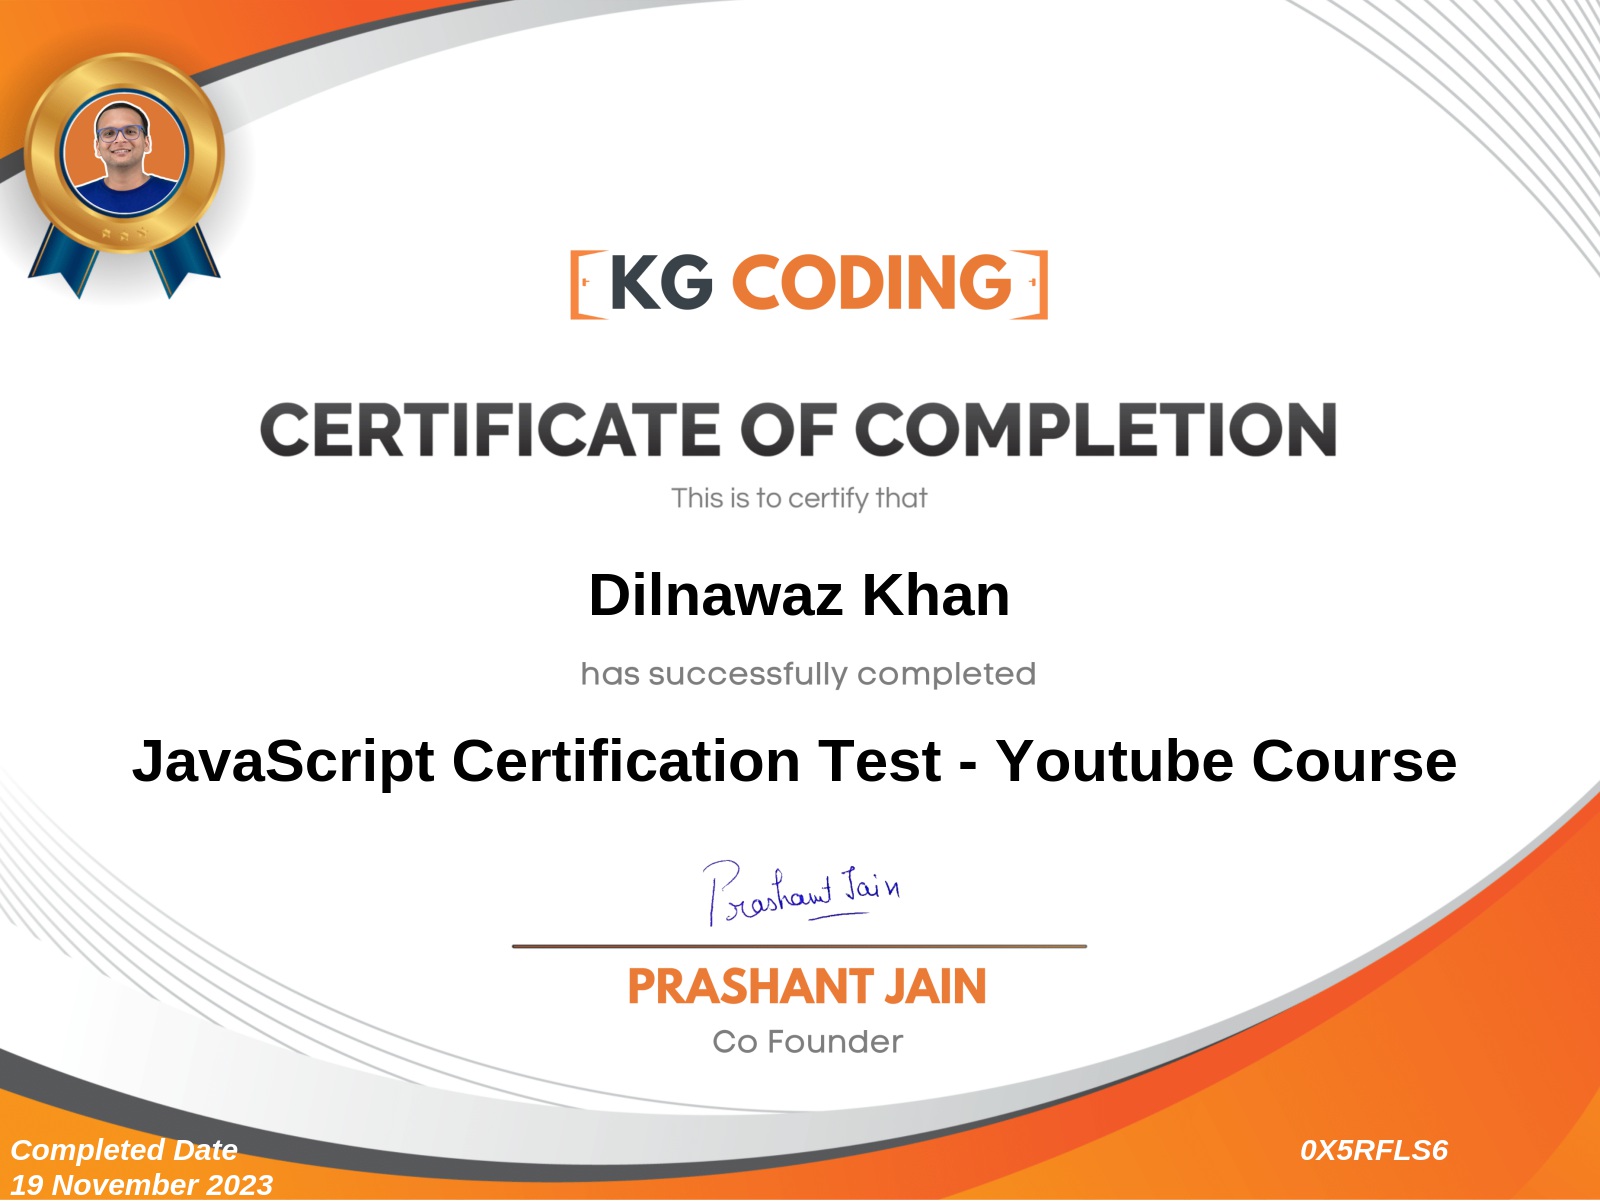 KG CODING
CERTIFICATE OF COMPLETION
This is to certify that
Dilnawaz Khan
has successfully completed
JavaScript Certification Test - Youtube Course
Prashant Jain
PRASHANT JAIN
Co Founder
Completed Date
19 November 2023
0X5RFLS6